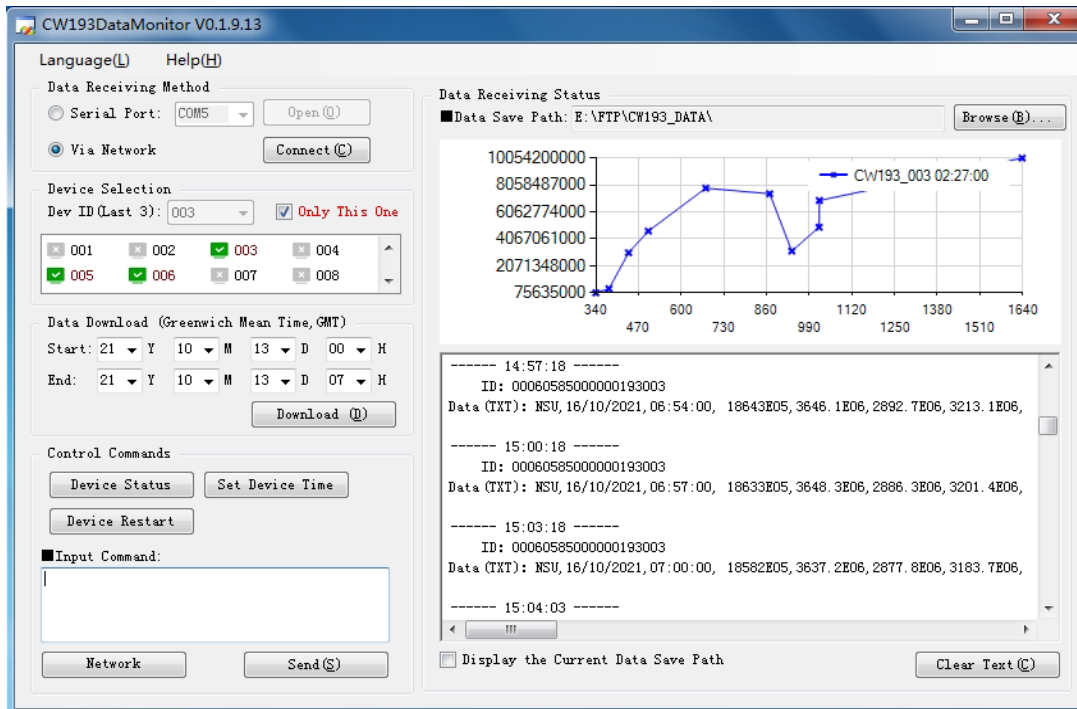 CW193DataMonitor V0.1.9.13
Language(L) Help(H)
Data Receiving Method
Serial Port: COM5 Open(O)
Via Network Connect(C)
Device Selection
Dev ID(Last 3): 003 Only This One
001 002 003 004
005 006 007 008
Data Download (Greenwich Mean Time,GMT)
Start: 21 Y 10 M 13 D 00 H
End: 21 Y 10 M 13 D 07 H
Download (D)
Control Commands
Device Status Set Device Time
Device Restart
■Input Command:
Network Send(S)
Data Receiving Status
■Data Save Path: E:\FTP\CW193_DATA\ Browse(B)...
10054200000
8058487000
6062774000
4067061000
2071348000
75635000
CW193_003 02:27:00
340 600 860 1120 1380 1640
470 730 990 1250 1510
------ 14:57:18 ------
ID: 00060585000000193003
Data(TXT): NSU,16/10/2021,06:54:00, 18643E05,3646.1E06,2892.7E06,3213.1E06,
------ 15:00:18 ------
ID: 00060585000000193003
Data(TXT): NSU,16/10/2021,06:57:00, 18633E05,3648.3E06,2886.3E06,3201.4E06,
------ 15:03:18 ------
ID: 00060585000000193003
Data(TXT): NSU,16/10/2021,07:00:00, 18582E05,3637.2E06,2877.8E06,3183.7E06,
------ 15:04:03 ------
Display the Current Data Save Path Clear Text(C)